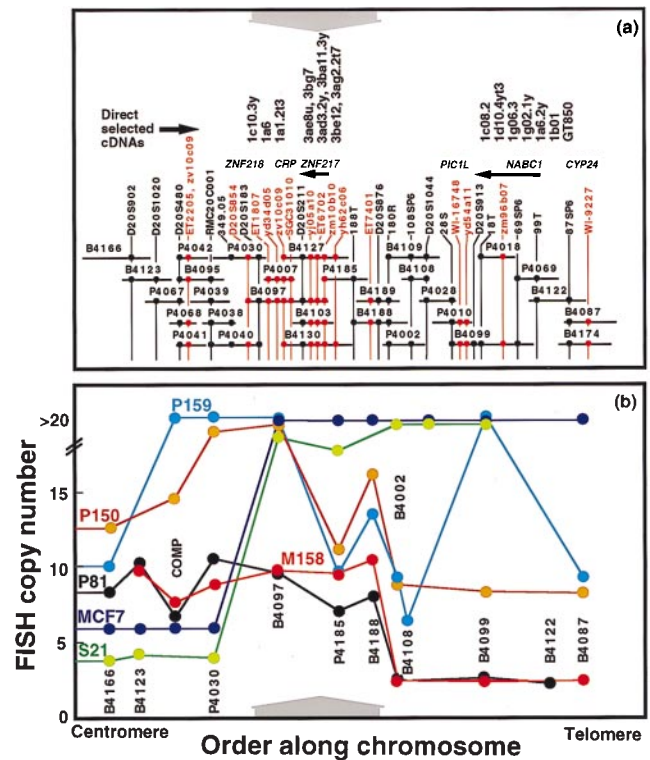 (a)
1c10.3y
1a6
1a1.2t3
3ae8u, 3bg7
3ad3.2y, 3ba11.3y
3be12, 3ag2.2t7
1c08.2
1d10.4yt3
1g06.3
1g02.1y
1a6.2y
1b01
GT850
Direct
selected
cDNAs
ZNF218 CRP ZNF217
PIC1L NABC1 CYP24
D20S902
D20S1020
D20S480
ET2205, zv10c09
RMC20C001
349.05
D20S854
D20S183
ET1807
yd34d05
zv10c09
SGC31010
D20S211
yj05a10
ET6702
zm10b10
yh62c06
188T
ET7401
D20S876
180R
108SP6
D20S1044
28S
WI-16748
yd54a11
D2S913
18T
zm96b07
69SP6
99T
87SP6
WI-9227
B4166 P4042 P4030 B4127 B4109 P4018
B4123 B4095 P4007 P4185 B4108 P4069
P4067 P4039 B4097 B4189 P4028 B4122
P4068 P4038 B4103 B4188 P4010 B4087
P4041 P4040 B4130 P4002 B4099 B4174
(b)
FISH copy number
>20
15
10
5
0
P159
P150
P81
MCF7
S21
M158
COMP
B4166
B4123
P4030
B4097
P4185
B4188
B4002
B4108
B4099
B4122
B4087
Centromere
Telomere
Order along chromosome